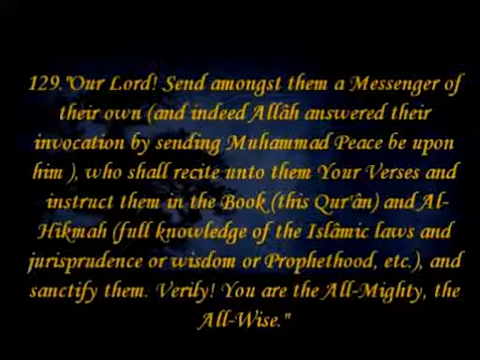 129."Our Lord! Send amongst them a Messenger of
their own (and indeed Allâh answered their
invocation by sending Muhammad Peace be upon
him ), who shall recite unto them Your Verses and
instruct them in the Book (this Qur'ân) and Al-
Hikmah (full knowledge of the Islâmic laws and
jurisprudence or wisdom or Prophethood, etc.), and
sanctify them. Verily! You are the All-Mighty, the
All-Wise."